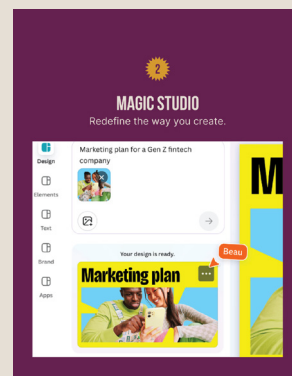 2
MAGIC STUDIO
Redefine the way you create.
Design
Elements
Text
Brand
Apps
Marketing plan for a Gen Z fintech
company
Your design is ready.
Marketing plan
Beau
M